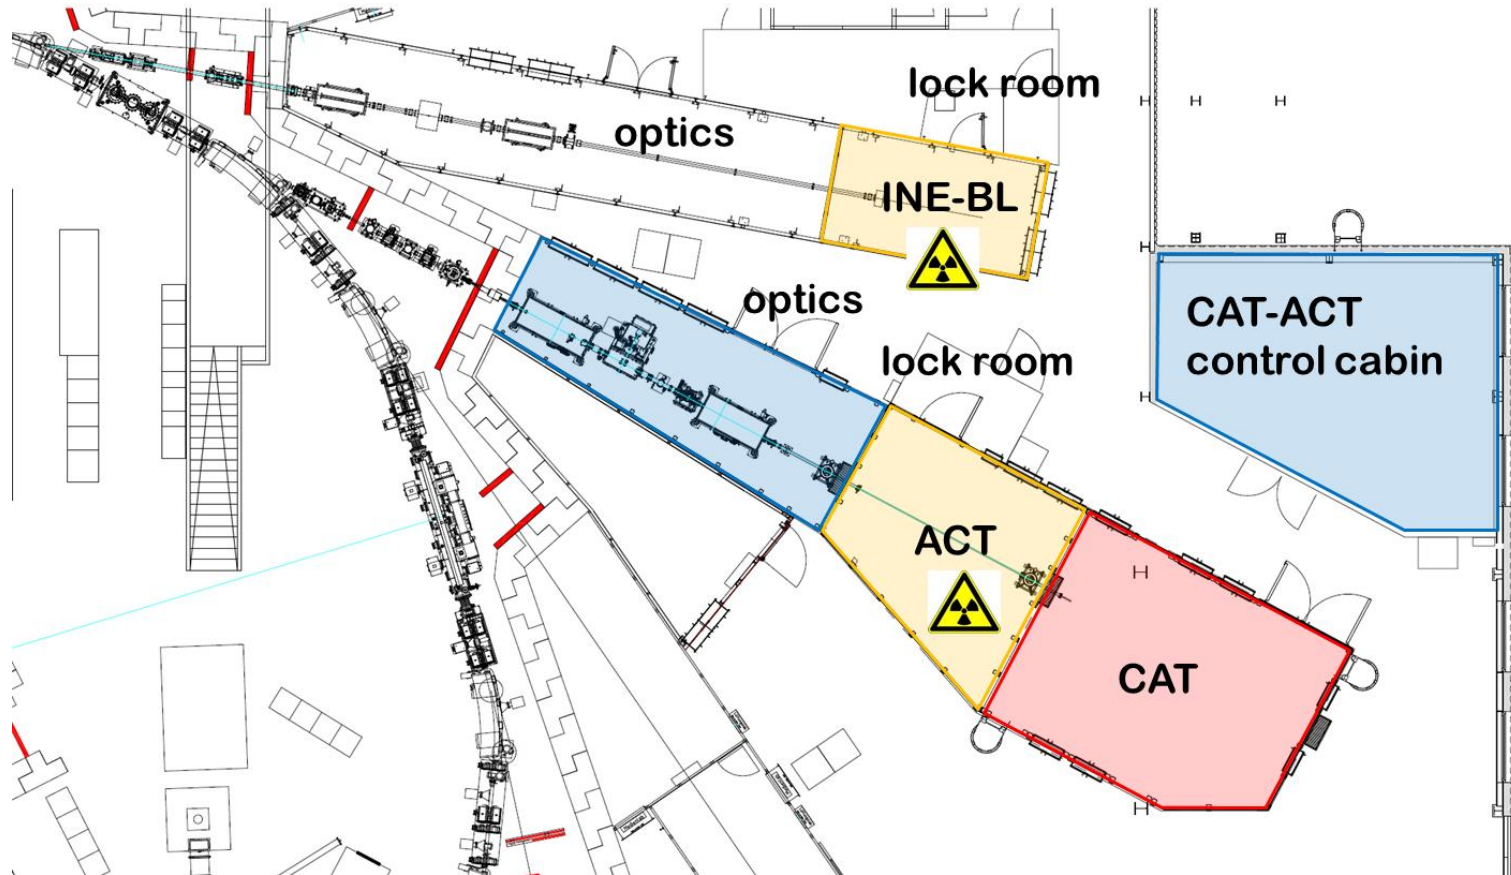 lock room
optics
INE-BL
optics
CAT-ACT
control cabin
lock room
ACT
CAT